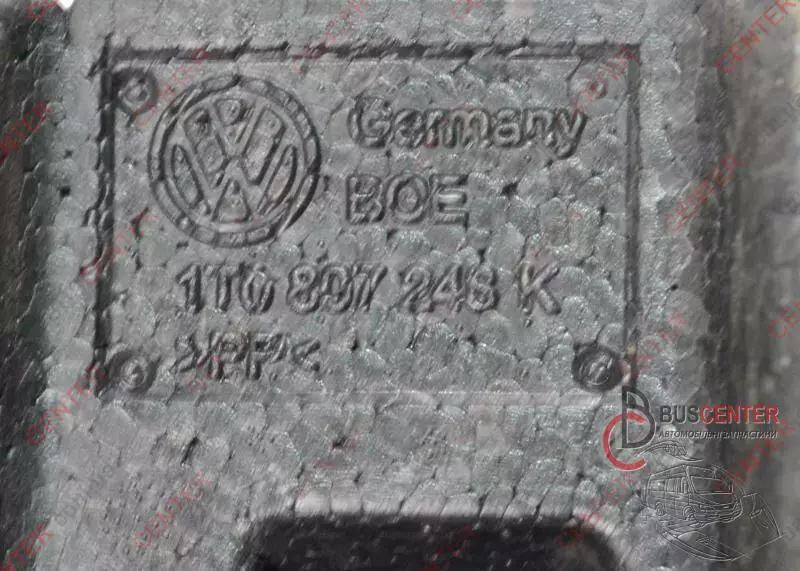 Germany
BOE
1T0 807 248 K
>PP<
BUSCENTER
АВТОМОБІЛЬНІ ЗАПЧАСТИНИ